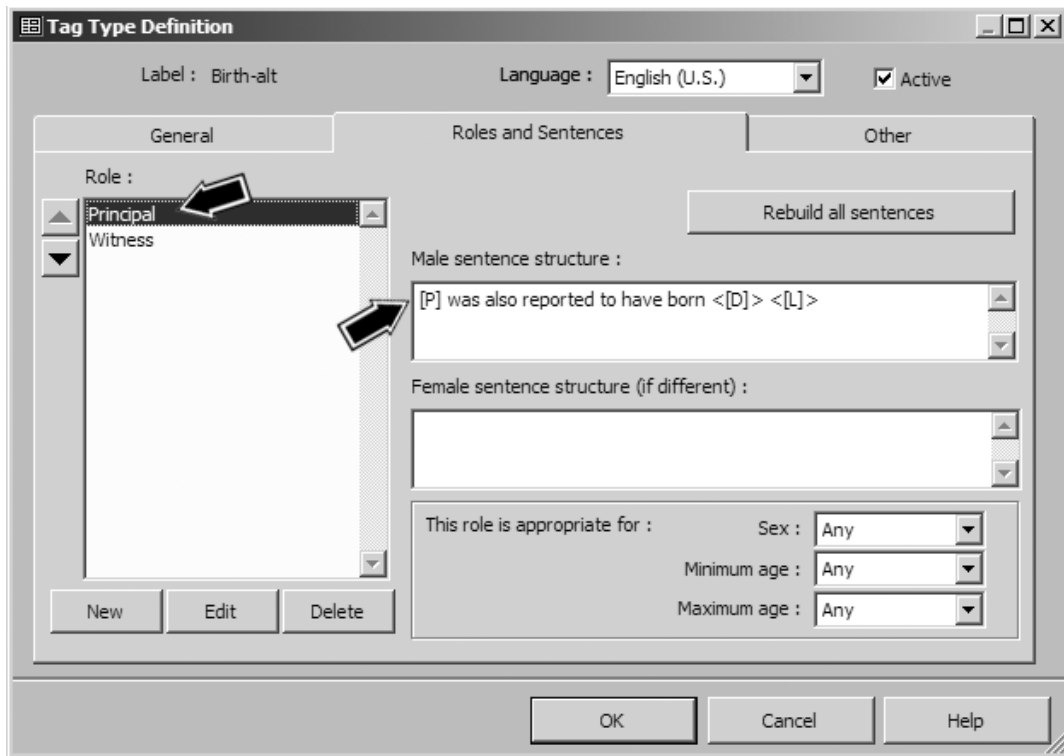 Tag Type Definition
Label : Birth-alt Language : English (U.S.) Active
General Roles and Sentences Other
Role :
Principal
Witness
Rebuild all sentences
Male sentence structure :
[P] was also reported to have born <[D]> <[L]>
Female sentence structure (if different) :
This role is appropriate for : Sex : Any
Minimum age : Any
Maximum age : Any
New Edit Delete
OK Cancel Help